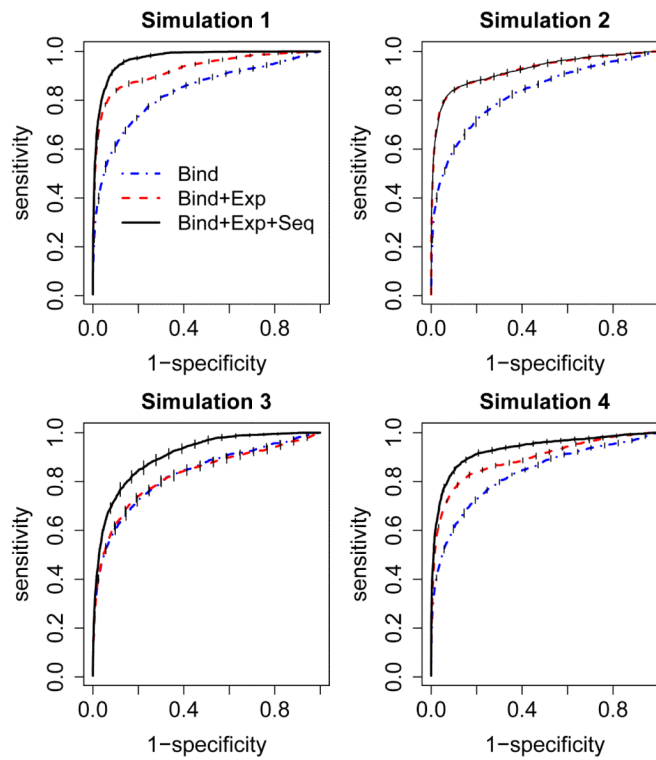 Simulation 1
sensitivity
0.0 0.2 0.4 0.6 0.8 1.0
Bind
Bind+Exp
Bind+Exp+Seq
0.0 0.4 0.8
1−specificity
Simulation 2
sensitivity
0.0 0.2 0.4 0.6 0.8 1.0
0.0 0.4 0.8
1−specificity
Simulation 3
sensitivity
0.0 0.2 0.4 0.6 0.8 1.0
0.0 0.4 0.8
1−specificity
Simulation 4
sensitivity
0.0 0.2 0.4 0.6 0.8 1.0
0.0 0.4 0.8
1−specificity